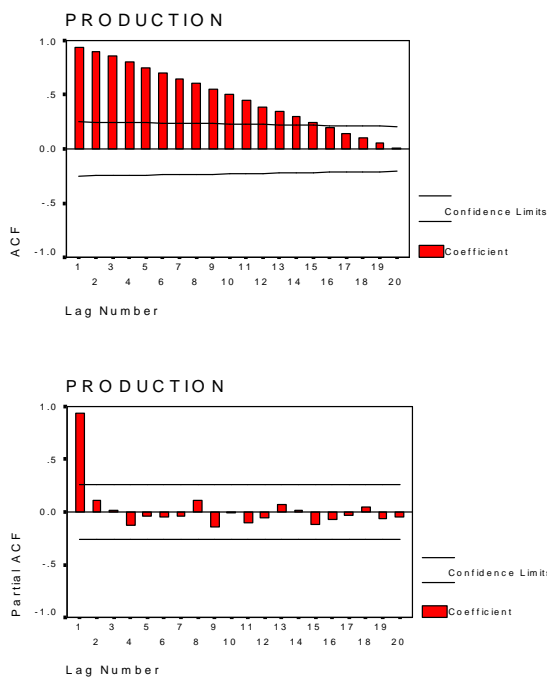 PRODUCTION
1.0
.5
0.0
-.5
-1.0
ACF
1 3 5 7 9 11 13 15 17 19
2 4 6 8 10 12 14 16 18 20
Lag Number
Confidence Limits
Coefficient
PRODUCTION
1.0
.5
0.0
-.5
-1.0
Partial ACF
1 3 5 7 9 11 13 15 17 19
2 4 6 8 10 12 14 16 18 20
Lag Number
Confidence Limits
Coefficient